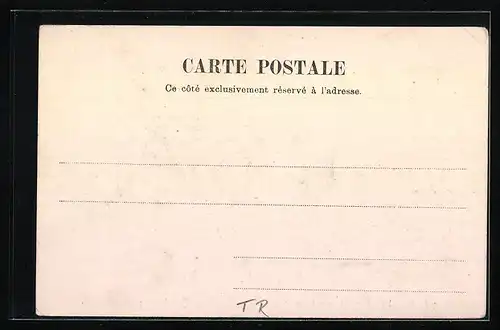 CARTE POSTALE
Ce côté exclusivement réservé à l'adresse.
TR